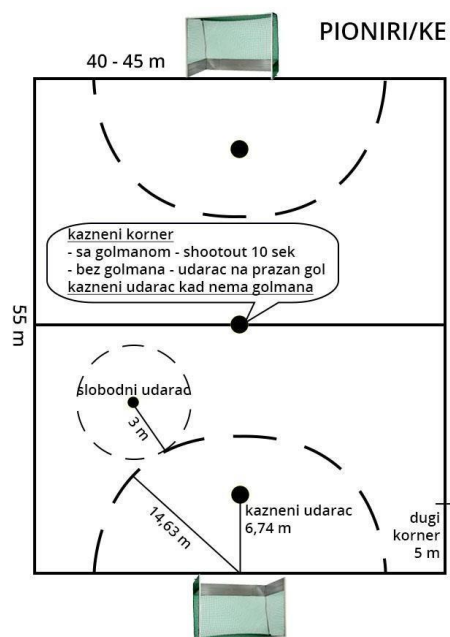 PIONIRI/KE
40 - 45 m
kazneni korner
- sa golmanom - shootout 10 sek
- bez golmana - udarac na prazan gol
kazneni udarac kad nema golmana
55 m
slobodni udarac
3 m
14,63 m
kazneni udarac
6,74 m
dugi
korner
5 m